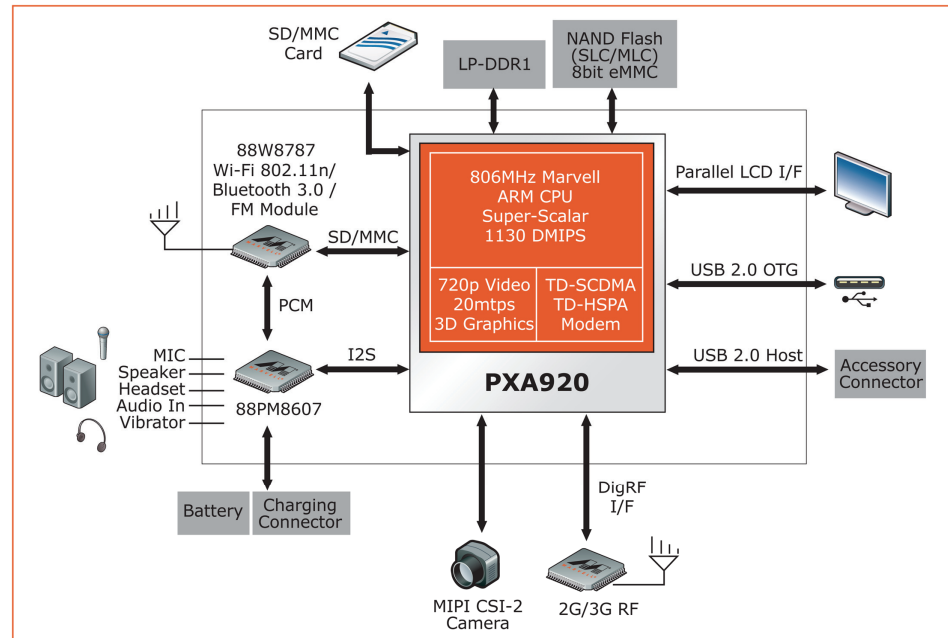 SD/MMC
Card
LP-DDR1
NAND Flash
(SLC/MLC)
8bit eMMC
88W8787
Wi-Fi 802.11n/
Bluetooth 3.0 /
FM Module
806MHz Marvell
ARM CPU
Super-Scalar
1130 DMIPS
Parallel LCD I/F
SD/MMC
720p Video
20mtps
3D Graphics
TD-SCDMA
TD-HSPA
Modem
USB 2.0 OTG
PCM
MIC
Speaker
Headset
Audio In
Vibrator
I2S
88PM8607
PXA920
USB 2.0 Host
Accessory
Connector
Battery
Charging
Connector
DigRF
I/F
MIPI CSI-2
Camera
2G/3G RF